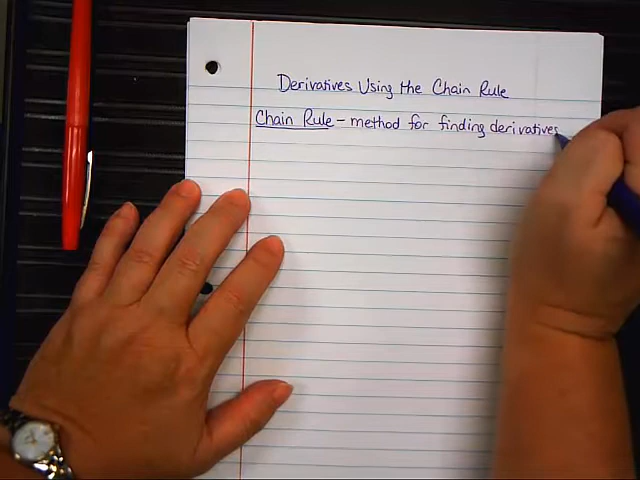 Derivatives Using the Chain Rule
Chain Rule - method for finding derivatives